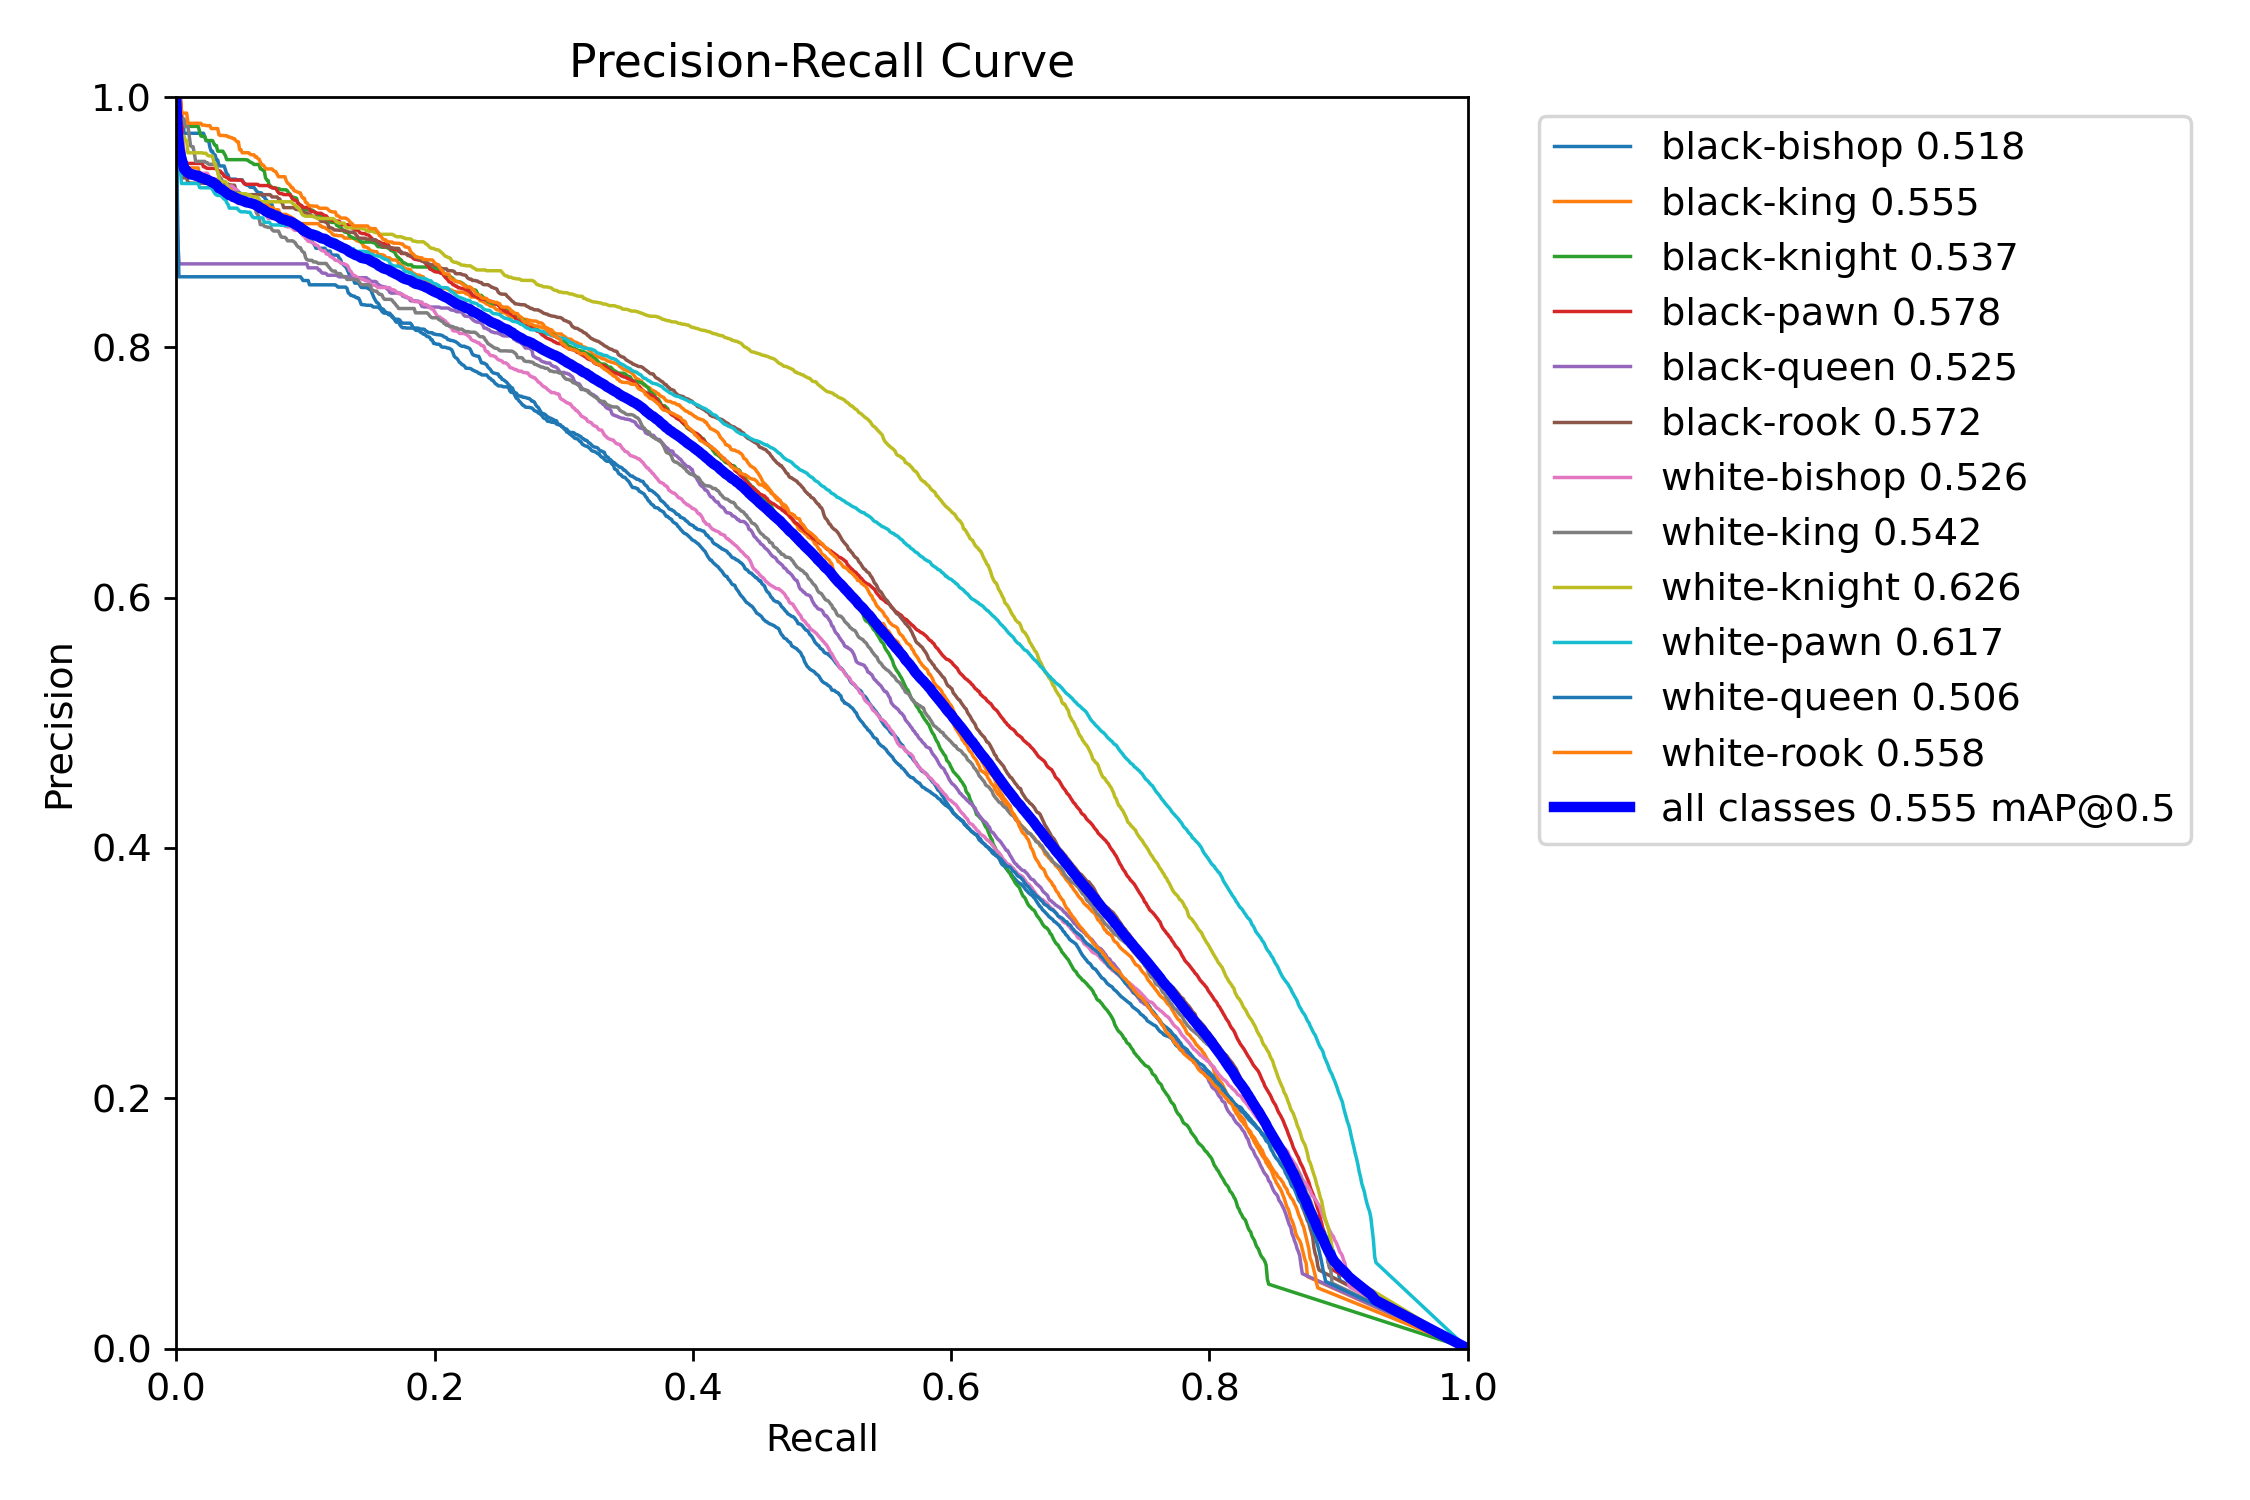 Precision-Recall Curve
1.0
0.8
0.6
0.4
0.2
0.0
Precision
0.0 0.2 0.4 0.6 0.8 1.0
Recall
black-bishop 0.518
black-king 0.555
black-knight 0.537
black-pawn 0.578
black-queen 0.525
black-rook 0.572
white-bishop 0.526
white-king 0.542
white-knight 0.626
white-pawn 0.617
white-queen 0.506
white-rook 0.558
all classes 0.555 mAP@0.5